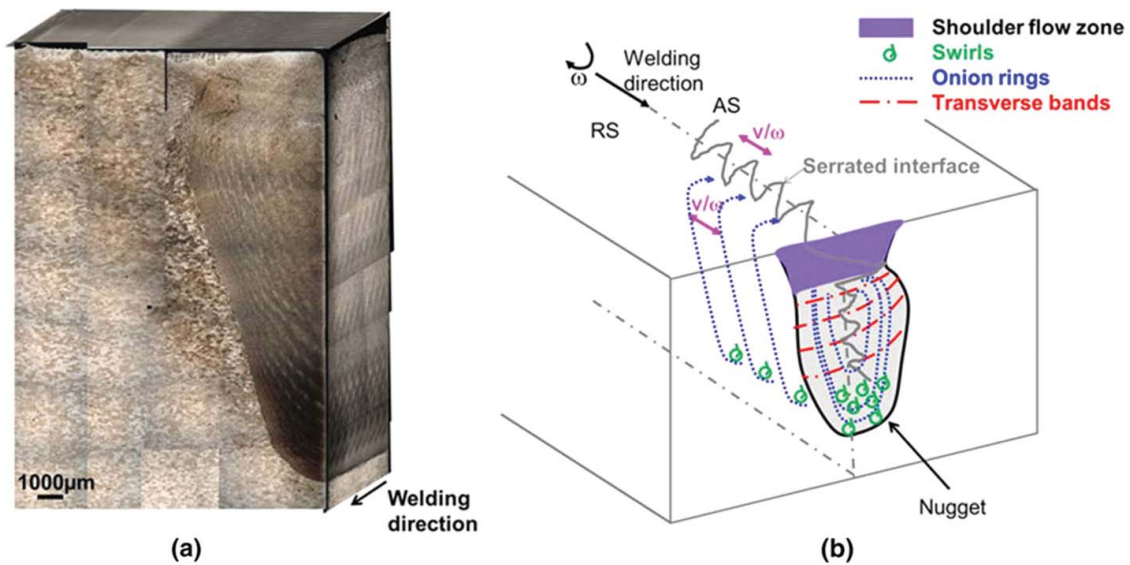 1000µm
Welding
direction
(a)
ω
Welding
direction
RS
AS
v/ω
v/ω
Serrated interface
Shoulder flow zone
Swirls
Onion rings
Transverse bands
Nugget
(b)